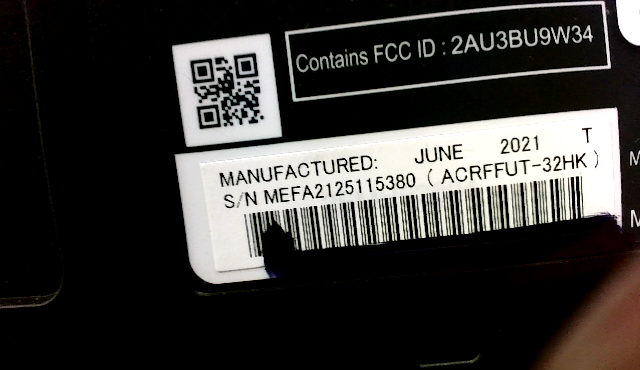 Contains FCC ID : 2AU3BU9W34
MANUFACTURED: JUNE 2021 T
S/N MEFA2125115380 ( ACRFFUT-32HK )
M
M